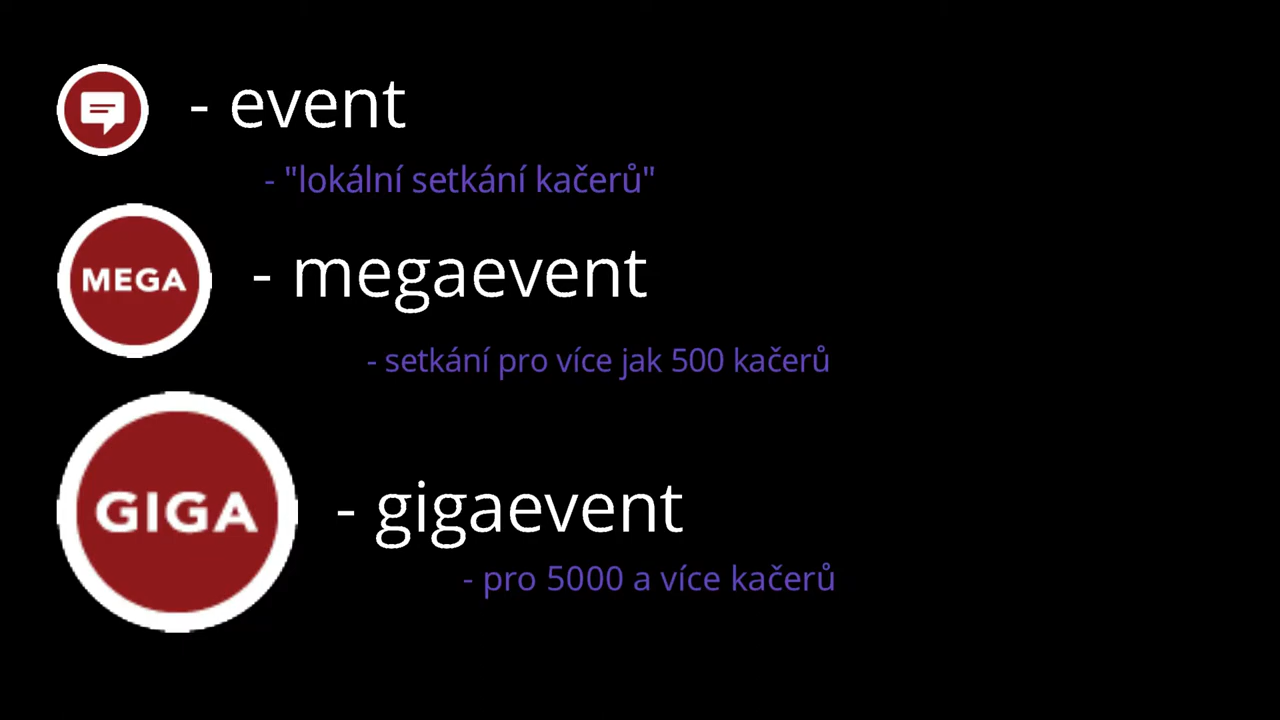 - event
- "lokální setkání kačerů"
MEGA - megaevent
- setkání pro více jak 500 kačerů
GIGA - gigaevent
- pro 5000 a více kačerů